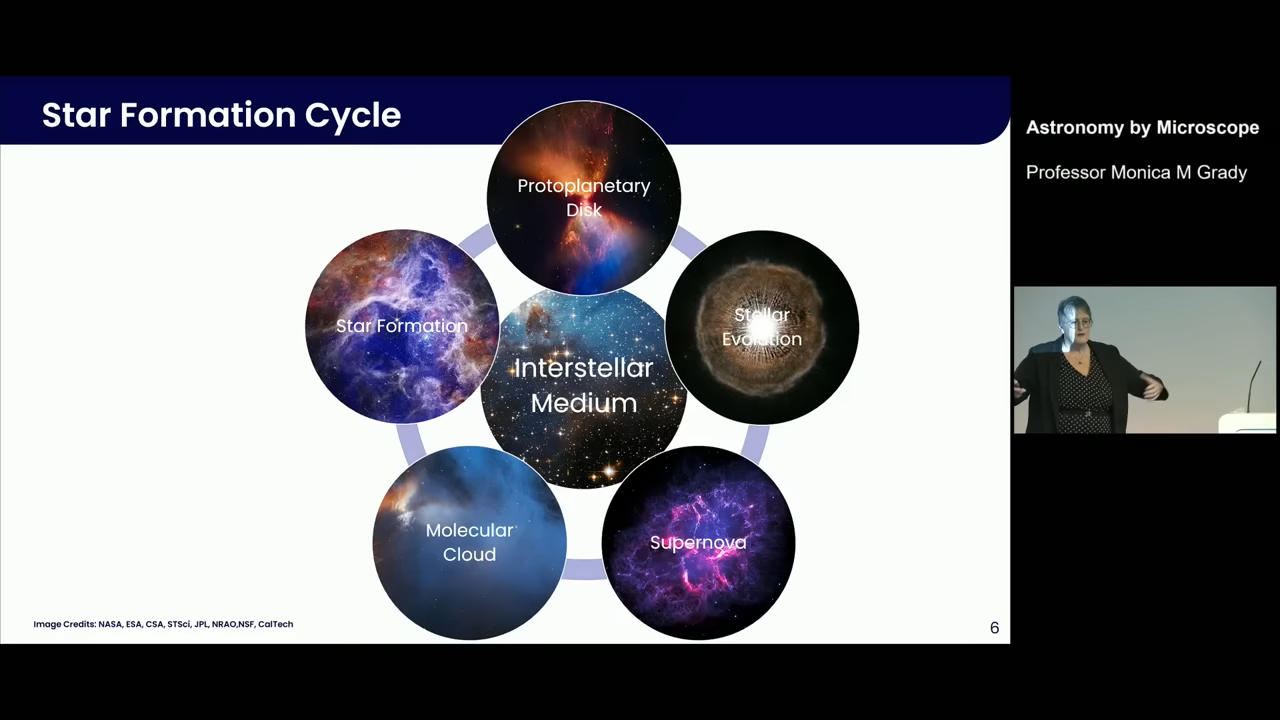 Star Formation Cycle
Protoplanetary
Disk
Star Formation
Stellar
Evolution
Interstellar
Medium
Molecular
Cloud
Supernova
Image Credits: NASA, ESA, CSA, STSci, JPL, NRAO,NSF, CalTech
6
Astronomy by Microscope
Professor Monica M Grady